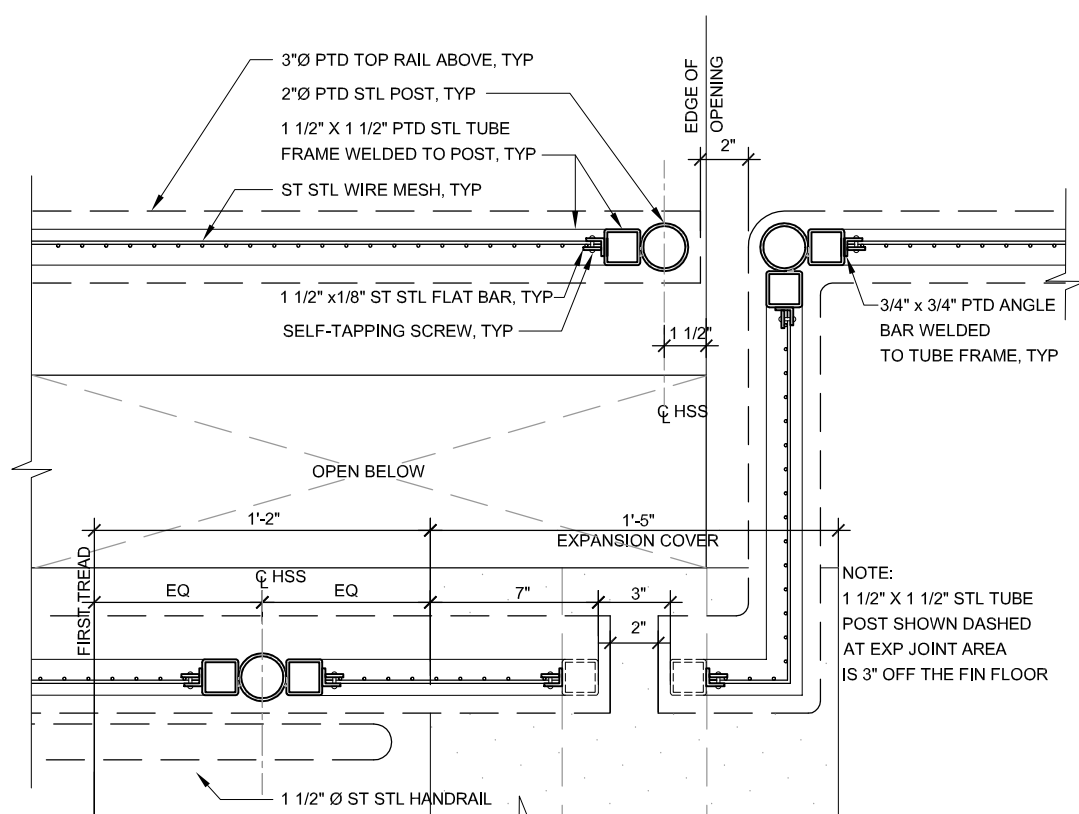 3"Ø PTD TOP RAIL ABOVE, TYP
2"Ø PTD STL POST, TYP
1 1/2" X 1 1/2" PTD STL TUBE
FRAME WELDED TO POST, TYP
ST STL WIRE MESH, TYP
EDGE OF
OPENING
2"
1 1/2" x1/8" ST STL FLAT BAR, TYP
SELF-TAPPING SCREW, TYP
1 1/2"
3/4" x 3/4" PTD ANGLE
BAR WELDED
TO TUBE FRAME, TYP
℄ HSS
OPEN BELOW
1'-2"
1'-5"
EXPANSION COVER
FIRST TREAD
℄ HSS
EQ
EQ
7"
3"
2"
NOTE:
1 1/2" X 1 1/2" STL TUBE
POST SHOWN DASHED
AT EXP JOINT AREA
IS 3" OFF THE FIN FLOOR
1 1/2" Ø ST STL HANDRAIL